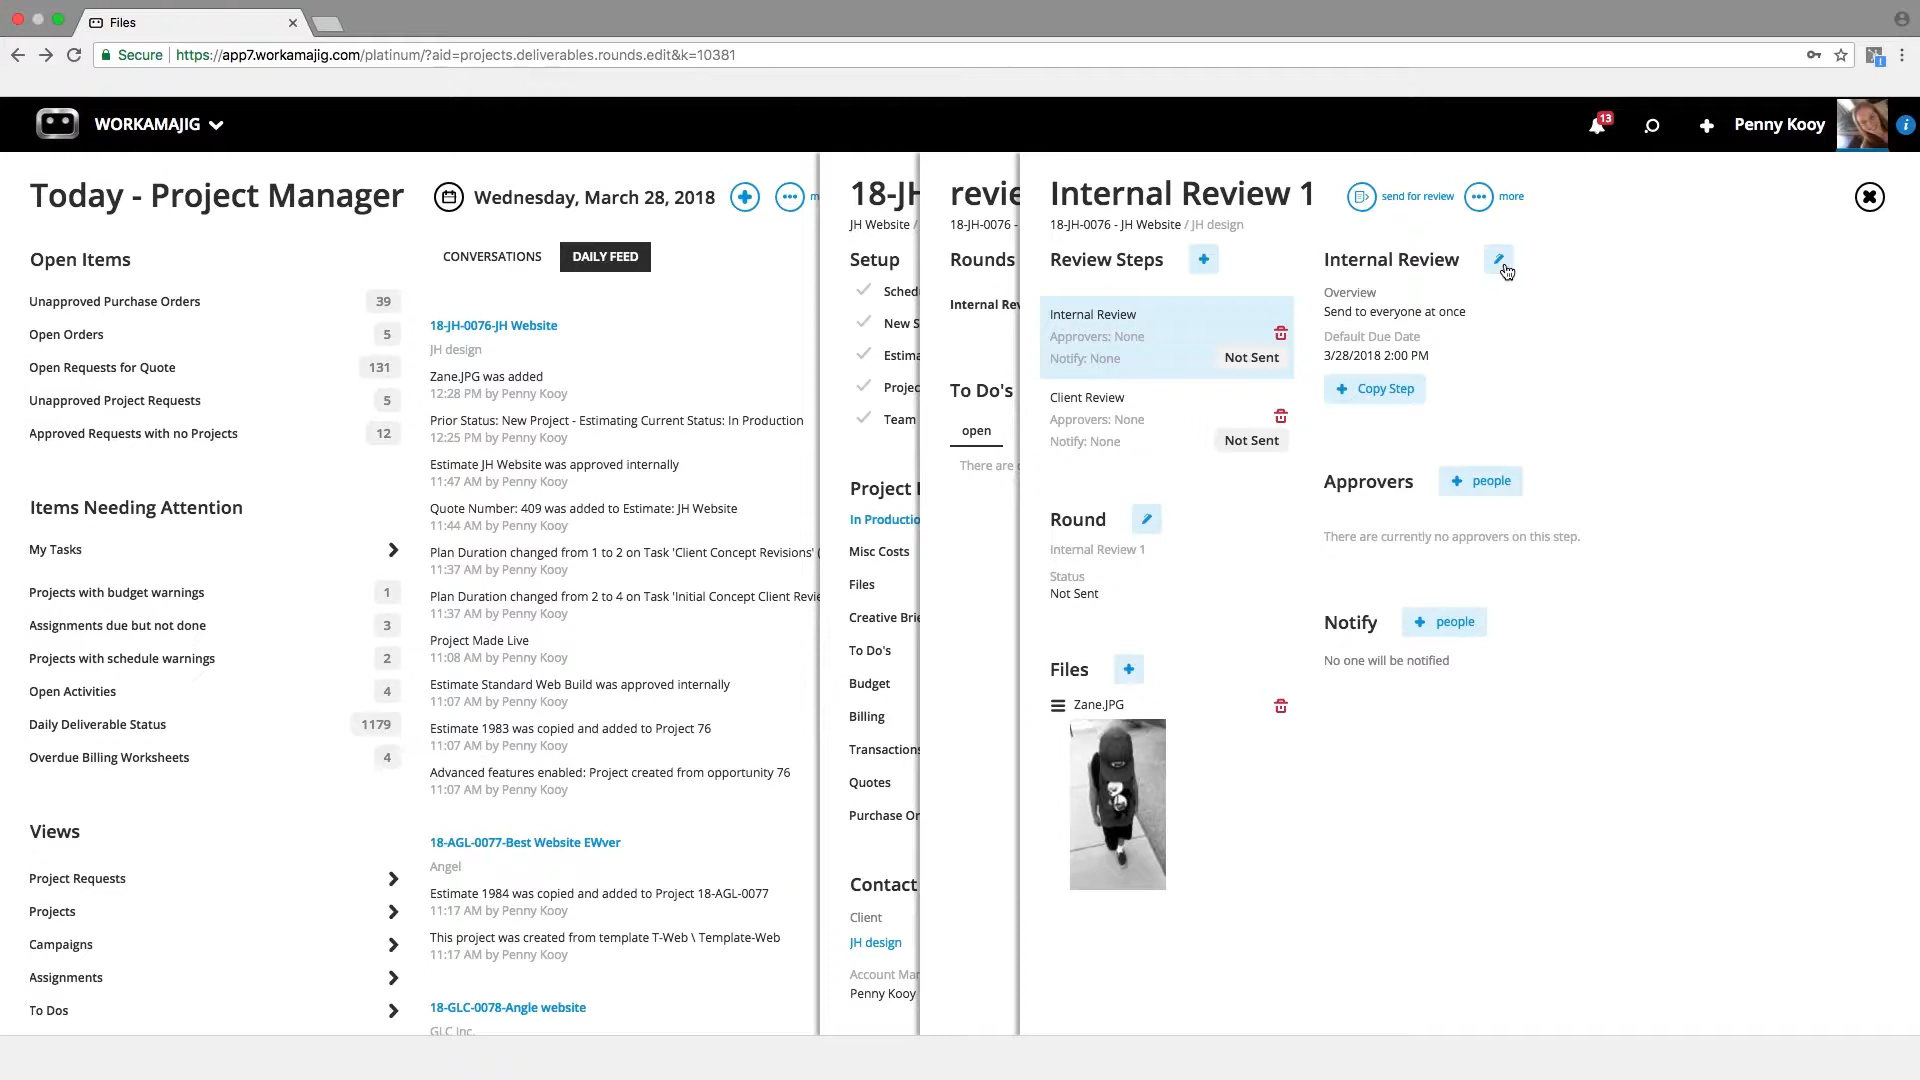 Files
Secure | https://app7.workamajig.com/platinum/?aid=projects.deliverables.rounds.edit&k=10381
WORKAMAJIG
13
Penny Kooy
Today - Project Manager
Wednesday, March 28, 2018
m
Open Items
Unapproved Purchase Orders 39
Open Orders 5
Open Requests for Quote 131
Unapproved Project Requests 5
Approved Requests with no Projects 12
Items Needing Attention
My Tasks
Projects with budget warnings 1
Assignments due but not done 3
Projects with schedule warnings 2
Open Activities 4
Daily Deliverable Status 1179
Overdue Billing Worksheets 4
Views
Project Requests
Projects
Campaigns
Assignments
To Dos
CONVERSATIONS DAILY FEED
18-JH-0076-JH Website
JH design
Zane.JPG was added
12:28 PM by Penny Kooy
Prior Status: New Project - Estimating Current Status: In Production
12:25 PM by Penny Kooy
Estimate JH Website was approved internally
11:47 AM by Penny Kooy
Quote Number: 409 was added to Estimate: JH Website
11:44 AM by Penny Kooy
Plan Duration changed from 1 to 2 on Task 'Client Concept Revisions' (
11:37 AM by Penny Kooy
Plan Duration changed from 2 to 4 on Task 'Initial Concept Client Revie
11:37 AM by Penny Kooy
Project Made Live
11:08 AM by Penny Kooy
Estimate Standard Web Build was approved internally
11:07 AM by Penny Kooy
Estimate 1983 was copied and added to Project 76
11:07 AM by Penny Kooy
Advanced features enabled: Project created from opportunity 76
11:07 AM by Penny Kooy
18-AGL-0077-Best Website EWver
Angel
Estimate 1984 was copied and added to Project 18-AGL-0077
11:17 AM by Penny Kooy
This project was created from template T-Web \ Template-Web
11:17 AM by Penny Kooy
18-GLC-0078-Angle website
GLC Inc.
18-JH
JH Website /
Setup
Sched
New S
Estima
Projec
Team
Project
In Productio
Misc Costs
Files
Creative Brie
To Do's
Budget
Billing
Transactions
Quotes
Purchase Or
Contact
Client
JH design
Account Mar
Penny Kooy
revie
18-JH-0076 -
Rounds
Internal Rev
To Do's
open
There are
Internal Review 1
send for review
more
18-JH-0076 - JH Website / JH design
Review Steps
Internal Review
Approvers: None
Notify: None Not Sent
Client Review
Approvers: None
Notify: None Not Sent
Round
Internal Review 1
Status
Not Sent
Files
Zane.JPG
Internal Review
Overview
Send to everyone at once
Default Due Date
3/28/2018 2:00 PM
Copy Step
Approvers people
There are currently no approvers on this step.
Notify people
No one will be notified